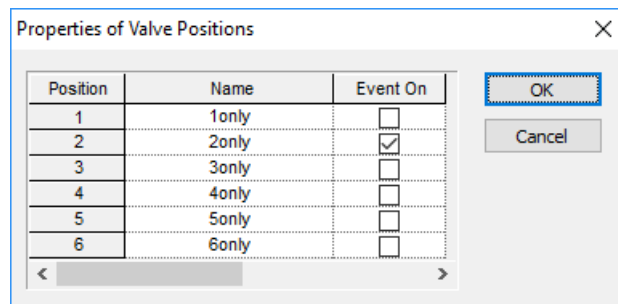 Properties of Valve Positions
Position Name Event On
1 1only
2 2only
3 3only
4 4only
5 5only
6 6only
OK
Cancel